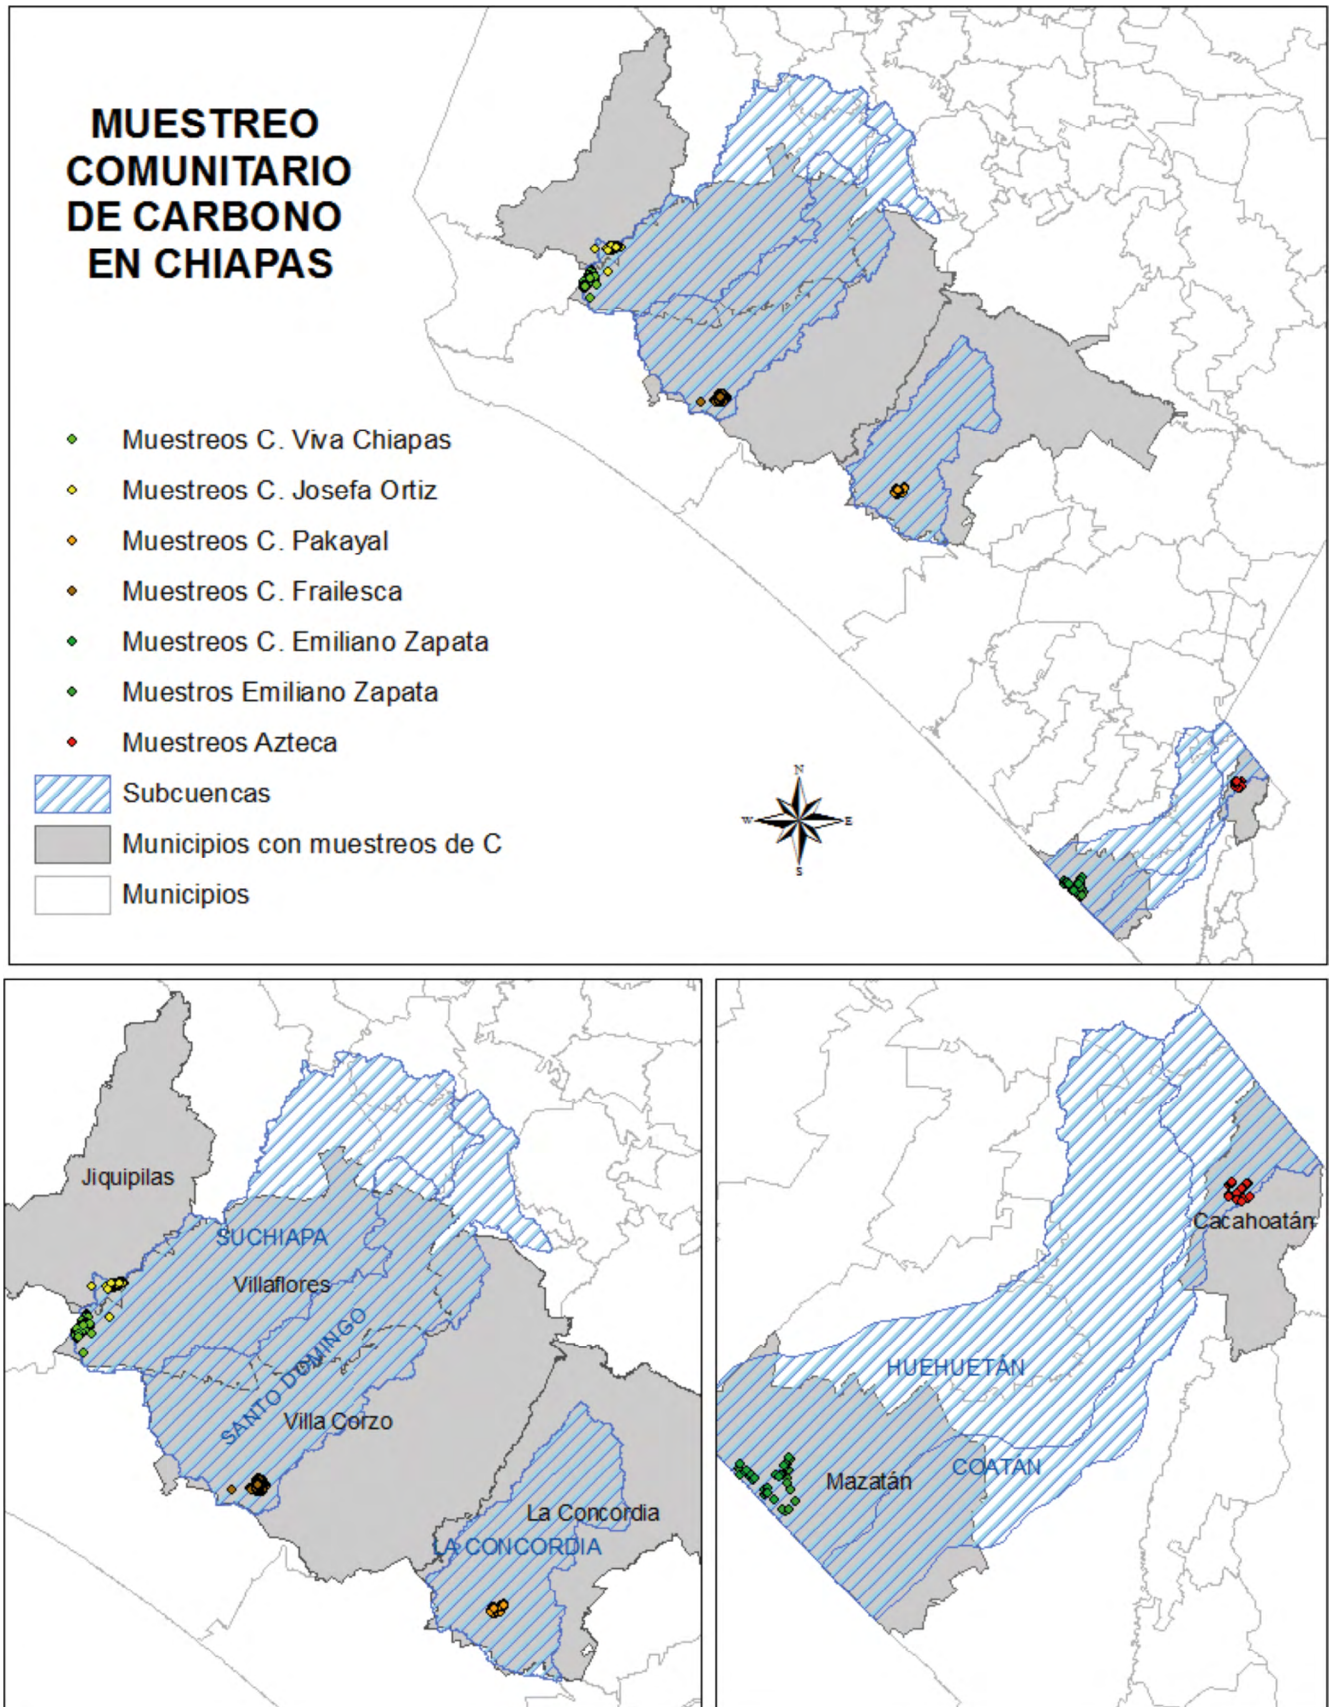 MUESTREO
COMUNITARIO
DE CARBONO
EN CHIAPAS
Muestreos C. Viva Chiapas
Muestreos C. Josefa Ortiz
Muestreos C. Pakayal
Muestreos C. Frailesca
Muestreos C. Emiliano Zapata
Muestros Emiliano Zapata
Muestreos Azteca
Subcuencas
Municipios con muestreos de C
Municipios
N
W
E
S
Jiquipilas
SUCHIAPA
Villaflores
SANTO DOMINGO
Villa Corzo
La Concordia
LA CONCORDIA
Cacahoatán
HUEHUETÁN
COATÁN
Mazatán